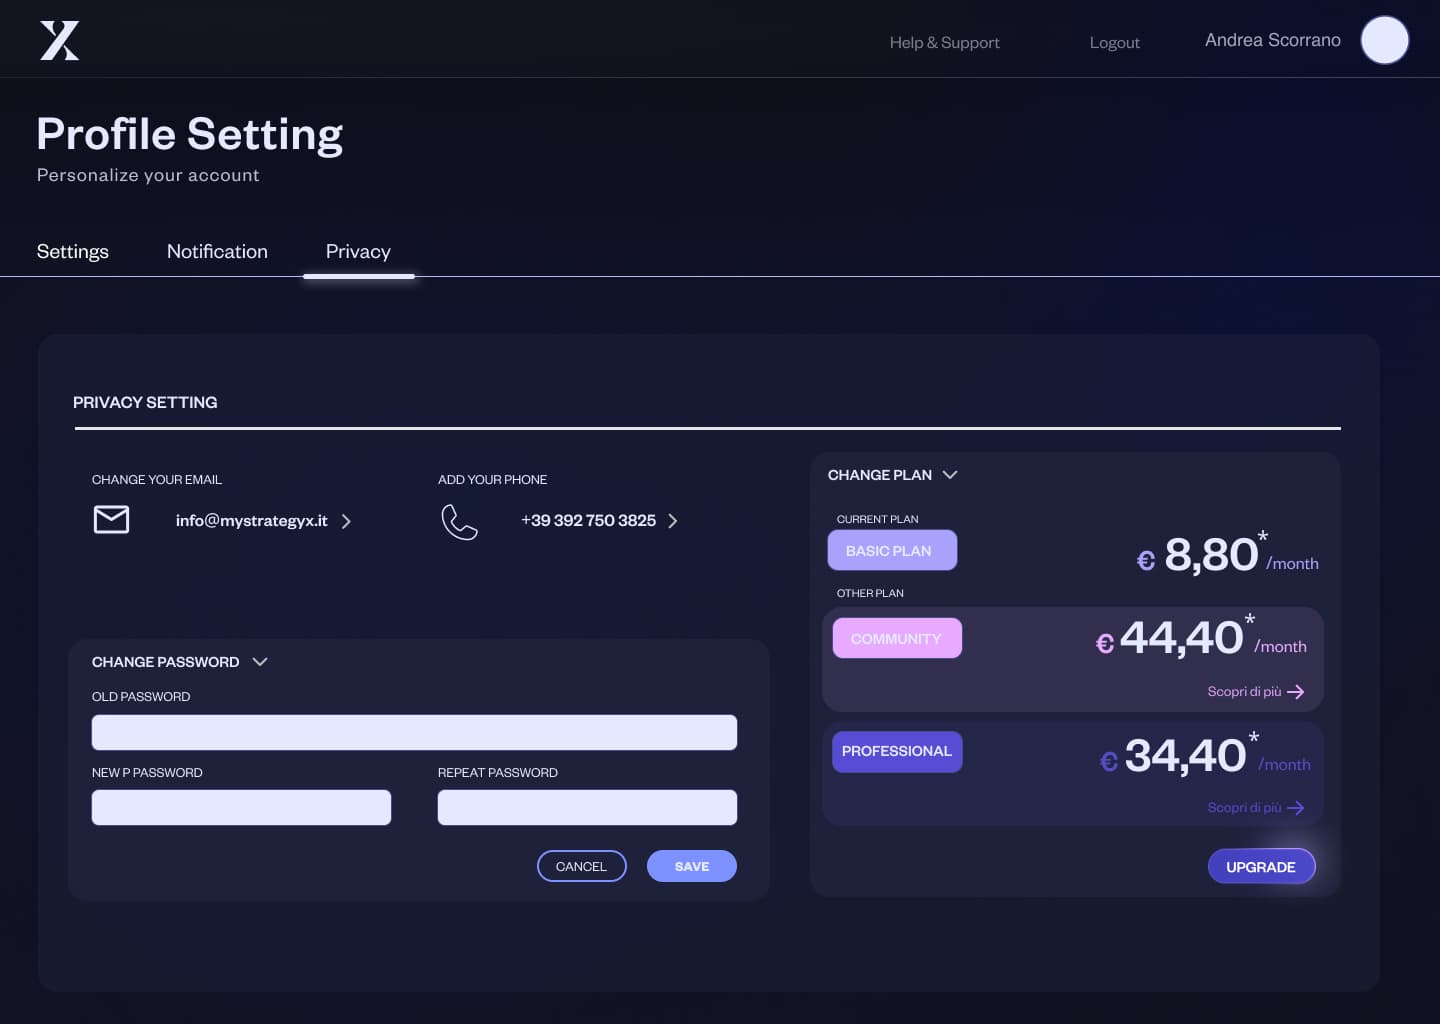 Help & Support
Logout
Andrea Scorrano
Profile Setting
Personalize your account
Settings
Notification
Privacy
PRIVACY SETTING
CHANGE YOUR EMAIL
info@mystrategyx.it
ADD YOUR PHONE
+39 392 750 3825
CHANGE PASSWORD
OLD PASSWORD
NEW P PASSWORD
REPEAT PASSWORD
CANCEL
SAVE
CHANGE PLAN
CURRENT PLAN
BASIC PLAN
€ 8,80* /month
OTHER PLAN
COMMUNITY
€ 44,40* /month
Scopri di più
PROFESSIONAL
€ 34,40* /month
Scopri di più
UPGRADE